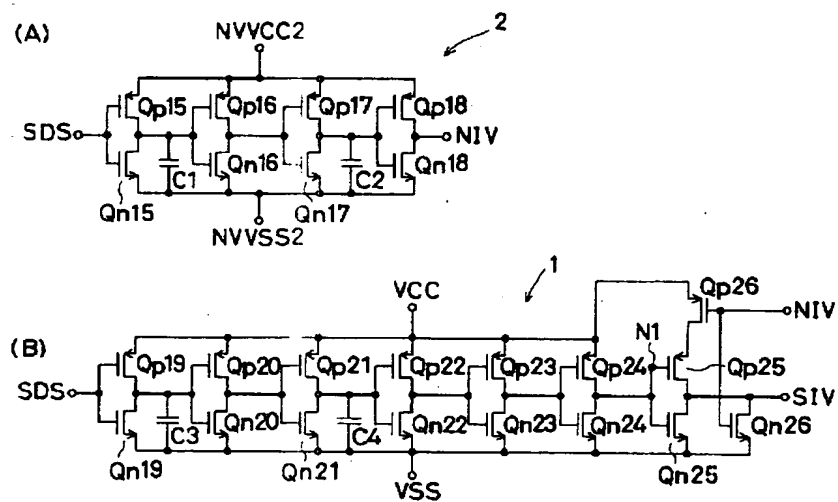 (A)
NVVCC2
2
Qp15 Qp16 Qp17 Qp18
SDS NIV
C1 Qn16 C2 Qn18
Qn15 Qn17
NVVSS2
1
VCC Qp26
NIV
(B) N1
Qp19 Qp20 Qp21 Qp22 Qp23 Qp24 Qp25
SDS SIV
C3 Qn20 C4 Qn22 Qn23 Qn24 Qn26
Qn19 Qn21 Qn25
VSS